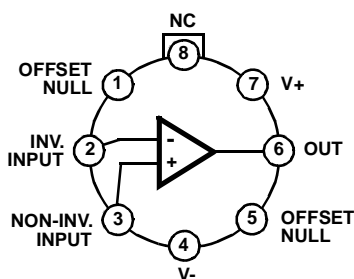 NC
8
OFFSET
NULL
1
7
V+
INV.
INPUT
2
-
+
6
OUT
NON-INV.
INPUT
3
5
OFFSET
NULL
4
V-